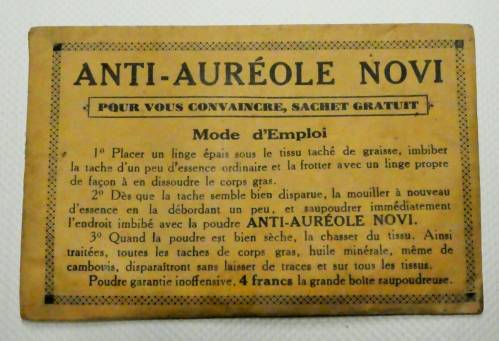 ANTI-AURÉOLE NOVI
POUR VOUS CONVAINCRE, SACHET GRATUIT
Mode d'Emploi
1º Placer un linge épais sous le tissu taché de graisse, imbiber
la tache d'un peu d'essence ordinaire et la frotter avec un linge propre
de façon à en dissoudre le corps gras.
2º Dès que la tache semble bien disparue, la mouiller à nouveau
d'essence en la débordant un peu, et saupoudrer immédiatement
l'endroit imbibé avec la poudre ANTI-AURÉOLE NOVI.
3º Quand la poudre est bien sèche, la chasser du tissu. Ainsi
traitées, toutes les taches de corps gras, huile minérale, même de
cambovis, disparaîtront sans laisser de traces et sur tous les tissus.
Poudre garantie inoffensive, 4 francs la grande boîte saupoudreuse.